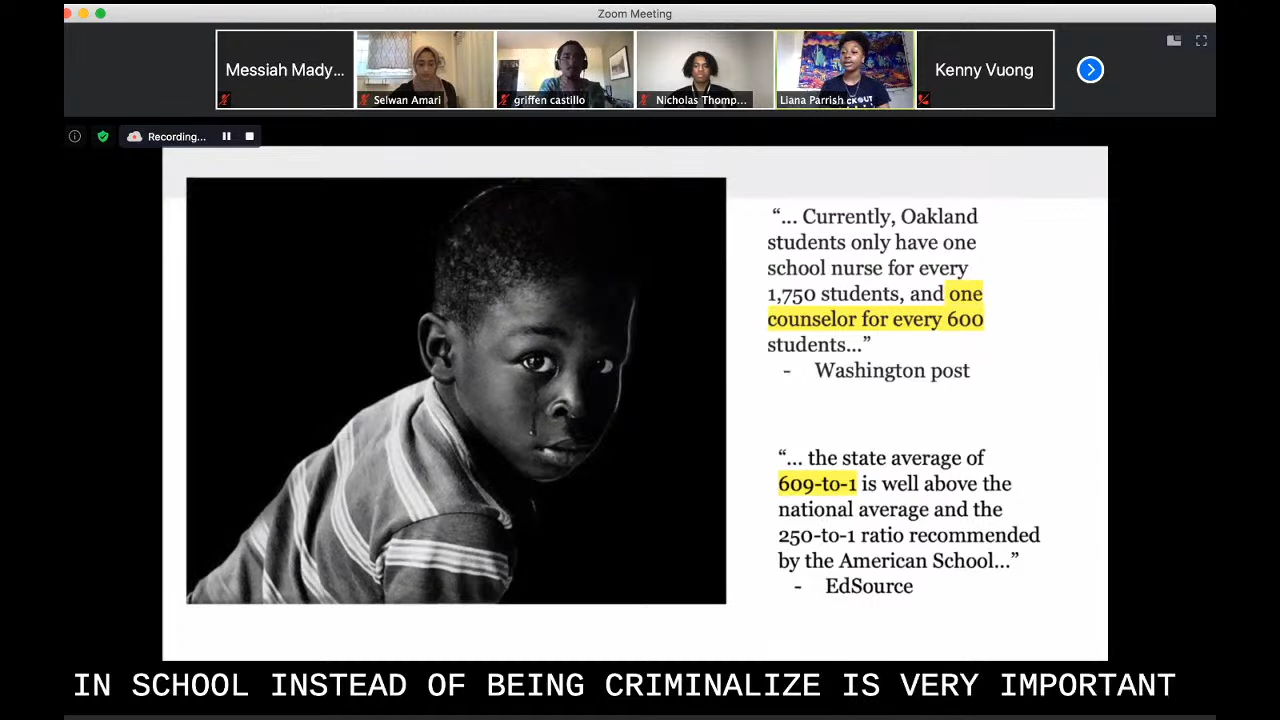 Zoom Meeting
Messiah Mady...
Selwan Amari
griffen castillo
Nicholas Thomp...
Liana Parrish
CKOUT
Kenny Vuong
Recording...
“... Currently, Oakland
students only have one
school nurse for every
1,750 students, and one
counselor for every 600
students...”
- Washington post
“... the state average of
609-to-1 is well above the
national average and the
250-to-1 ratio recommended
by the American School...”
- EdSource
IN SCHOOL INSTEAD OF BEING CRIMINALIZE IS VERY IMPORTANT